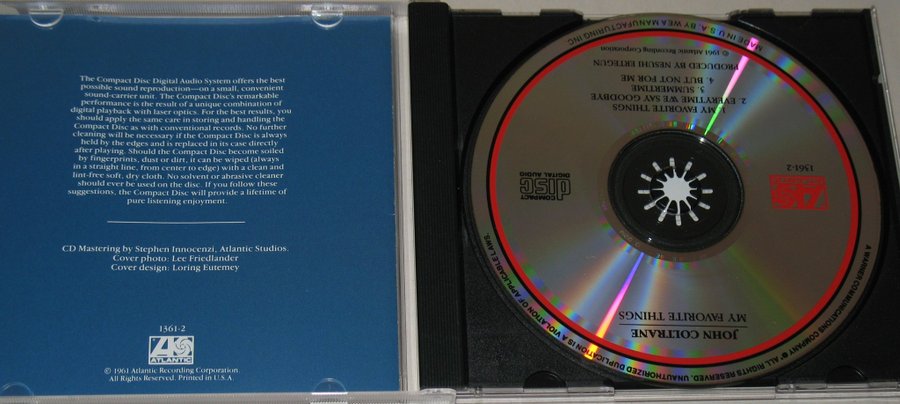 The Compact Disc Digital Audio System offers the best
possible sound reproduction—on a small, convenient
sound-carrier unit. The Compact Disc's remarkable
performance is the result of a unique combination of
digital playback with laser optics. For the best results, you
should apply the same care in storing and handling the
Compact Disc as with conventional records. No further
cleaning will be necessary if the Compact Disc is always
held by the edges and is replaced in its case directly
after playing. Should the Compact Disc become soiled
by fingerprints, dust or dirt, it can be wiped (always
in a straight line, from center to edge) with a clean and
lint-free soft, dry cloth. No solvent or abrasive cleaner
should ever be used on the disc. If you follow these
suggestions, the Compact Disc will provide a lifetime of
pure listening enjoyment.
CD Mastering by Stephen Innocenzi, Atlantic Studios.
Cover photo: Lee Friedlander
Cover design: Loring Eutemey
1361-2
ATLANTIC
© 1961 Atlantic Recording Corporation.
All Rights Reserved. Printed in U.S.A.
JOHN COLTRANE
MY FAVORITE THINGS
1361-2
COMPACT
disc
DIGITAL AUDIO
1. MY FAVORITE THINGS
2. EVERYTIME WE SAY GOODBYE
3. SUMMERTIME
4. BUT NOT FOR ME
PRODUCED BY NESUHI ERTEGUN
℗ 1961 Atlantic Recording Corporation
MADE IN U.S.A. BY WEA MANUFACTURING INC.
A WARNER COMMUNICATIONS COMPANY ® ALL RIGHTS RESERVED. UNAUTHORIZED DUPLICATION IS A VIOLATION OF APPLICABLE LAWS.